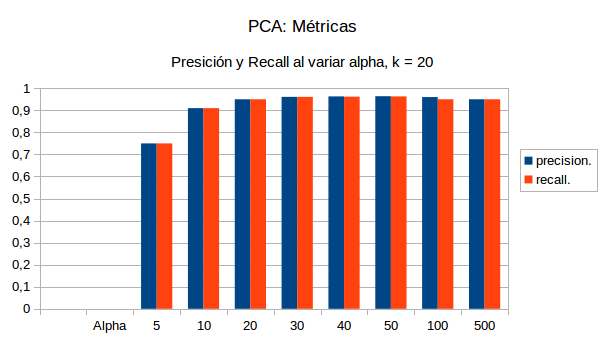 PCA: Métricas
Presición y Recall al variar alpha, k = 20
1
0,9
0,8
0,7
0,6
0,5
0,4
0,3
0,2
0,1
0
Alpha 5 10 20 30 40 50 100 500
precision.
recall.